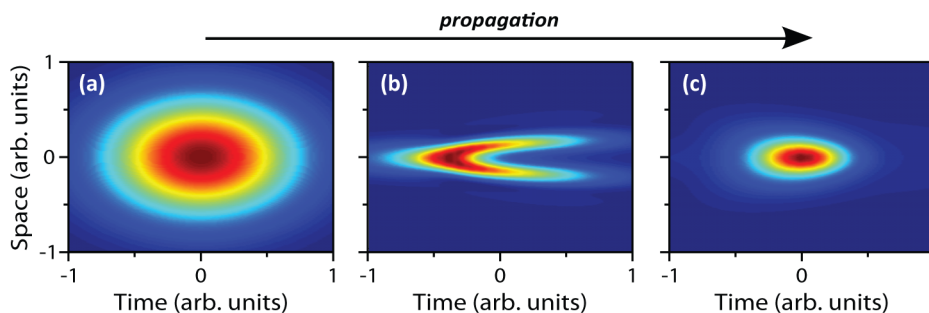 propagation
(a)
(b)
(c)
Space (arb. units)
1
0
-1
-1 0 1
-1 0 1
-1 0
Time (arb. units)
Time (arb. units)
Time (arb. units)